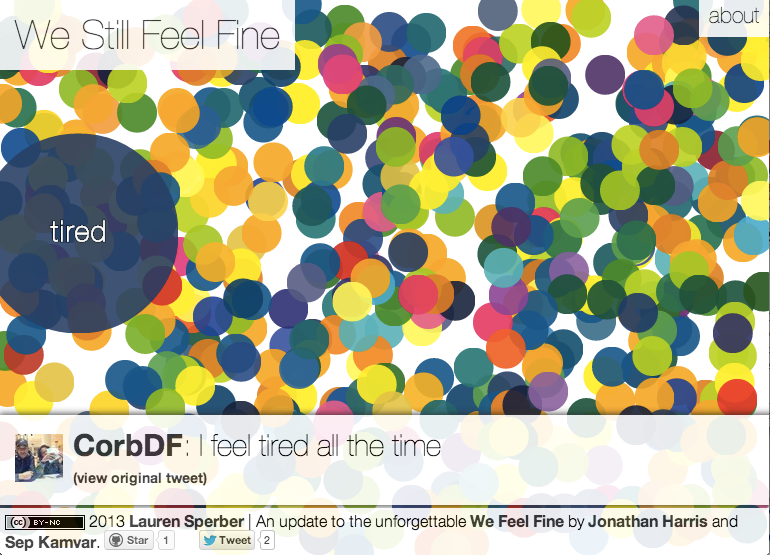 We Still Feel Fine
about
tired
CorbDF: I feel tired all the time
(view original tweet)
(cc) BY-NC 2013 Lauren Sperber | An update to the unforgettable We Feel Fine by Jonathan Harris and
Sep Kamvar. Star 1 Tweet 2